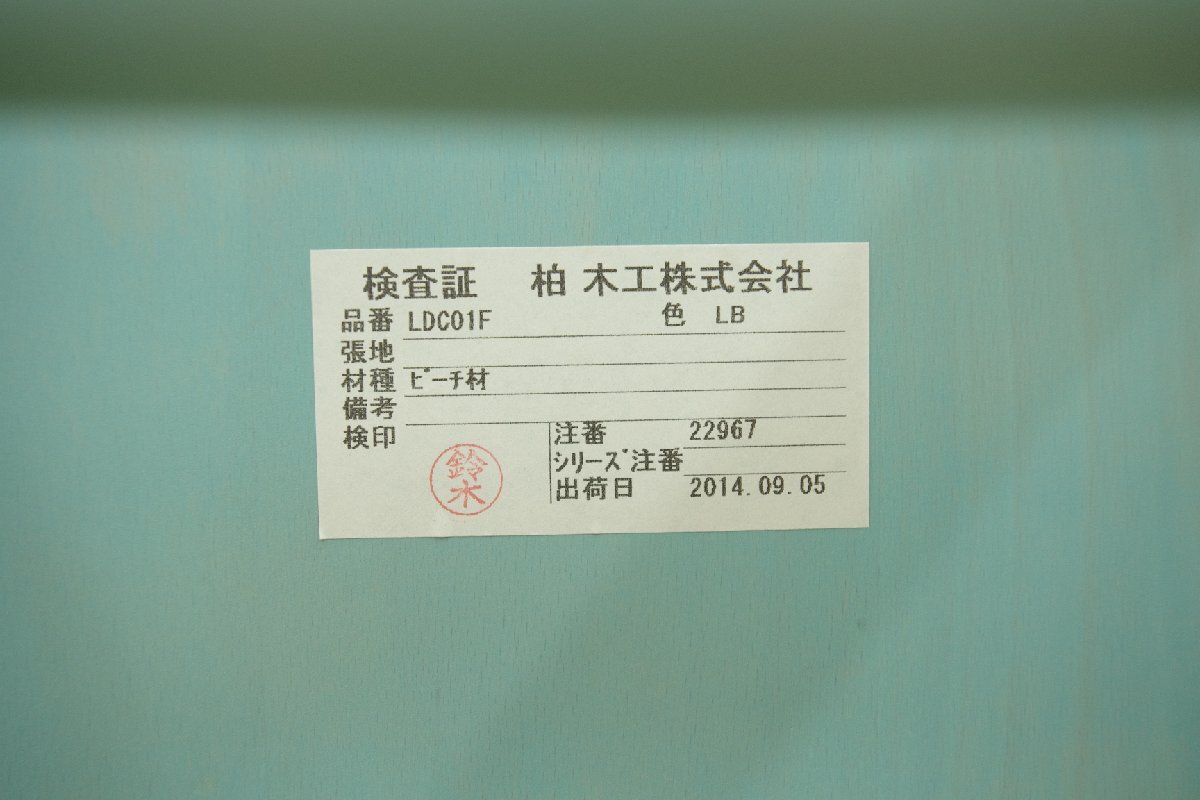 検査証 柏木工株式会社
品番 LDC01F 色 LB
張地
材種 ビーチ材
備考
検印 鈴木
注番 22967
シリーズ注番
出荷日 2014.09.05